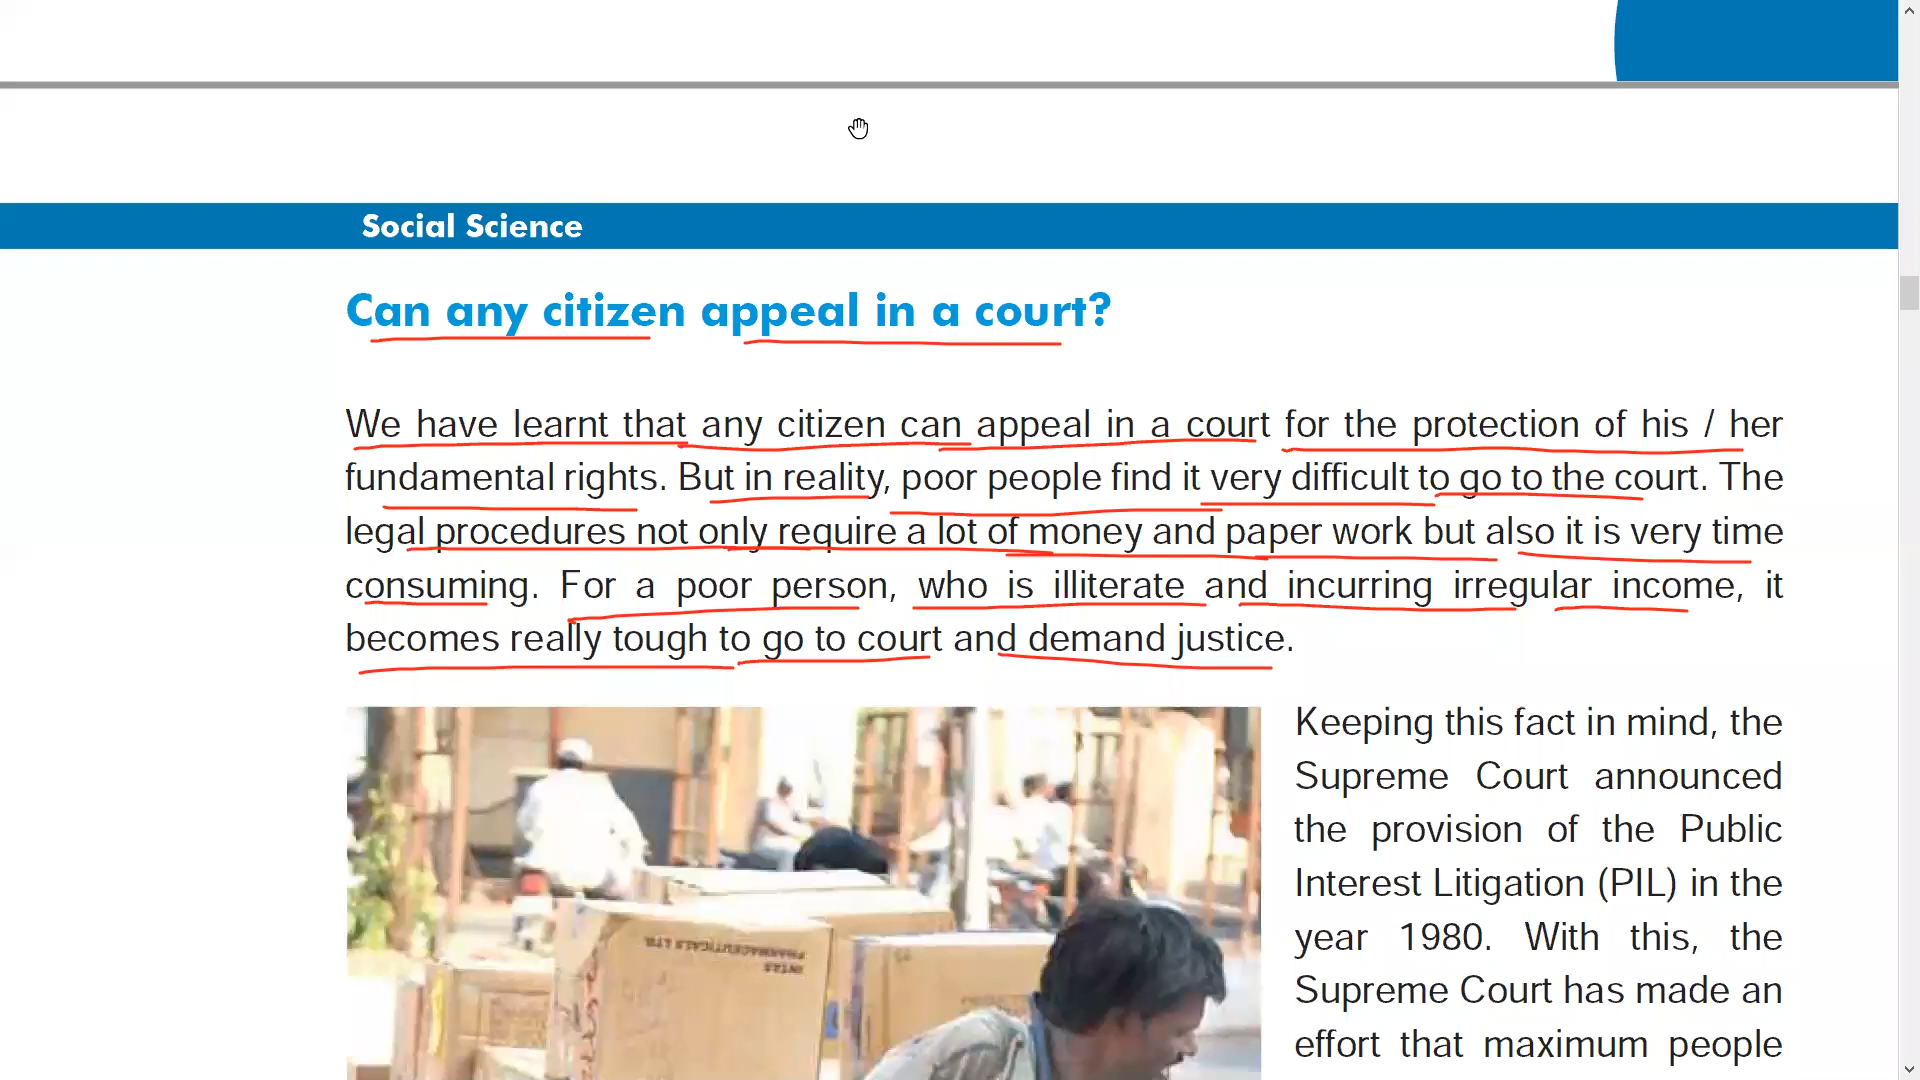 Social Science
Can any citizen appeal in a court?
We have learnt that any citizen can appeal in a court for the protection of his / her
fundamental rights. But in reality, poor people find it very difficult to go to the court. The
legal procedures not only require a lot of money and paper work but also it is very time
consuming. For a poor person, who is illiterate and incurring irregular income, it
becomes really tough to go to court and demand justice.
Keeping this fact in mind, the
Supreme Court announced
the provision of the Public
Interest Litigation (PIL) in the
year 1980. With this, the
Supreme Court has made an
effort that maximum people
INTAS
PHARMACEUTICALS LTD.